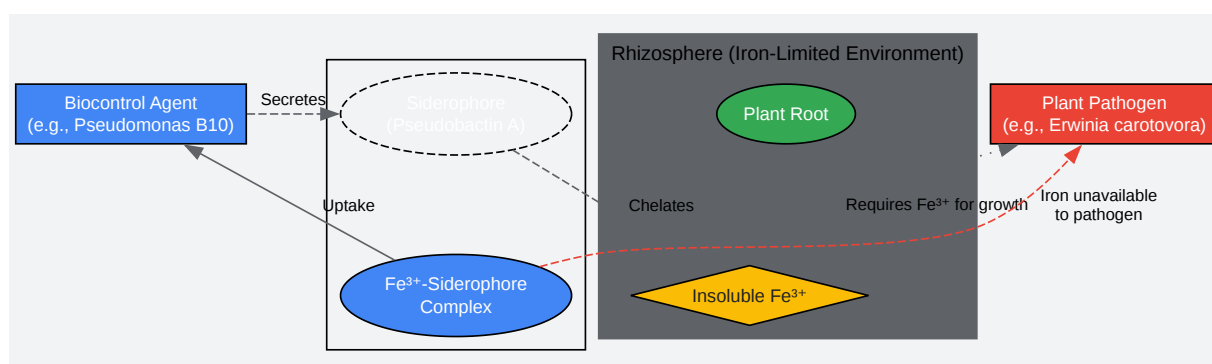 Rhizosphere (Iron-Limited Environment)
Biocontrol Agent
(e.g., Pseudomonas B10)
Secretes
Siderophore
(Pseudobactin A)
Plant Root
Plant Pathogen
(e.g., Erwinia carotovora)
Uptake
Chelates
Requires Fe³⁺ for growth
Iron unavailable
to pathogen
Fe³⁺-Siderophore
Complex
Insoluble Fe³⁺